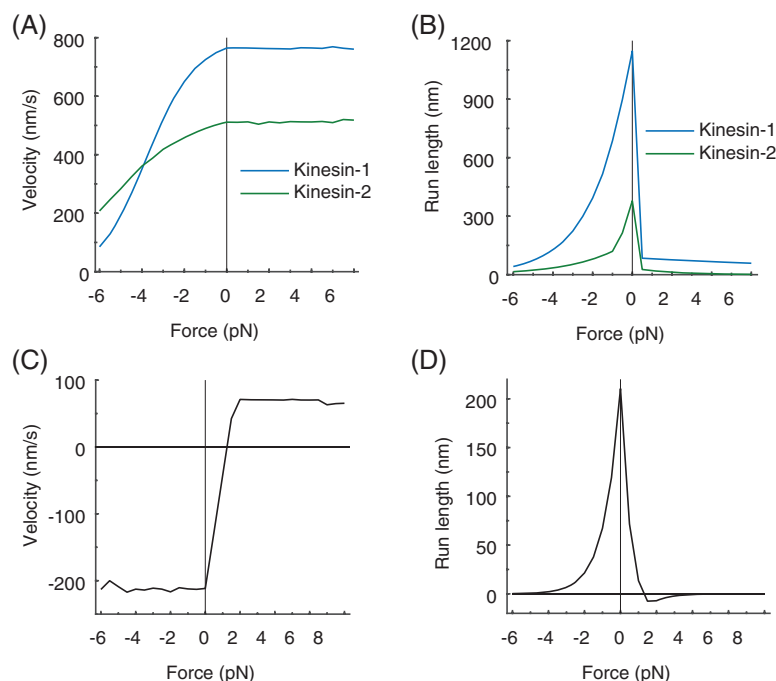 (A)
800
600
400
200
0
Velocity (nm/s)
Kinesin-1
Kinesin-2
-6 -4 -2 0 2 4 6
Force (pN)
(B)
1200
900
600
300
0
Run length (nm)
Kinesin-1
Kinesin-2
-6 -5 -4 -2 0 2 4 6
Force (pN)
(C)
100
0
-100
-200
Velocity (nm/s)
-6 -4 -2 0 2 4 6 8
Force (pN)
(D)
200
150
100
50
0
Run length (nm)
-6 -4 -2 0 2 4 6 8
Force (pN)